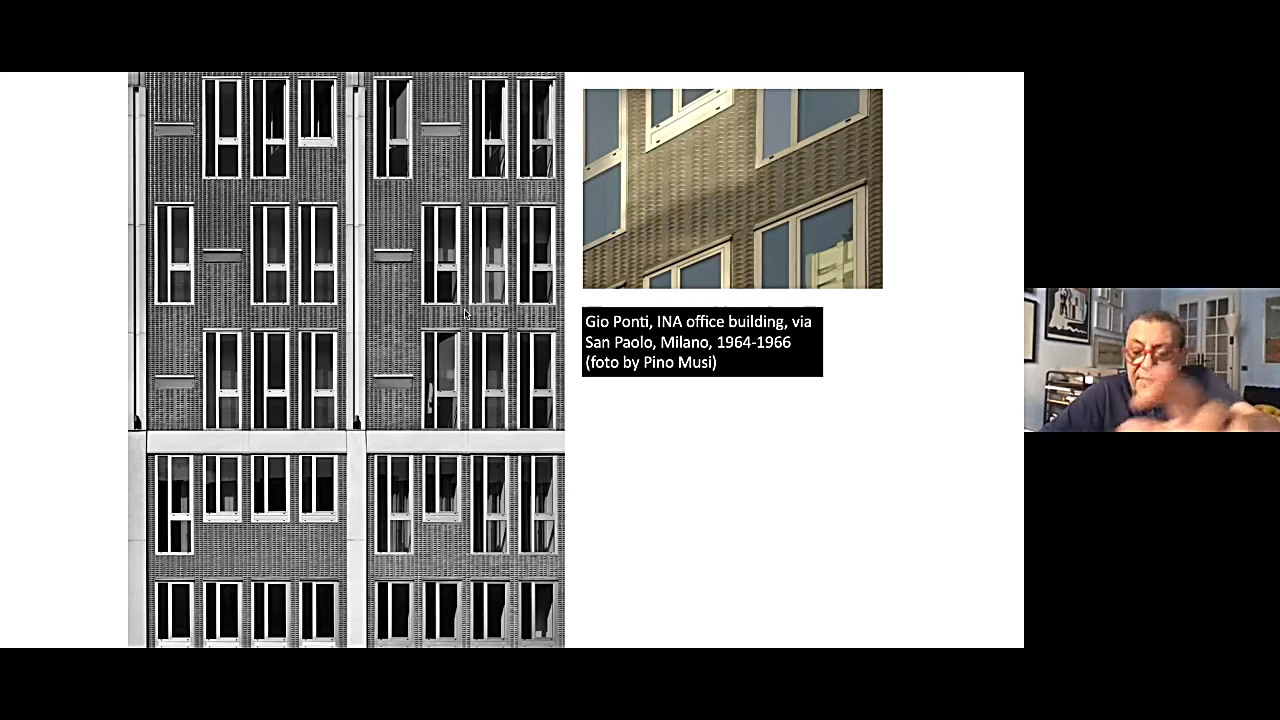 Gio Ponti, INA office building, via
San Paolo, Milano, 1964-1966
(foto by Pino Musi)